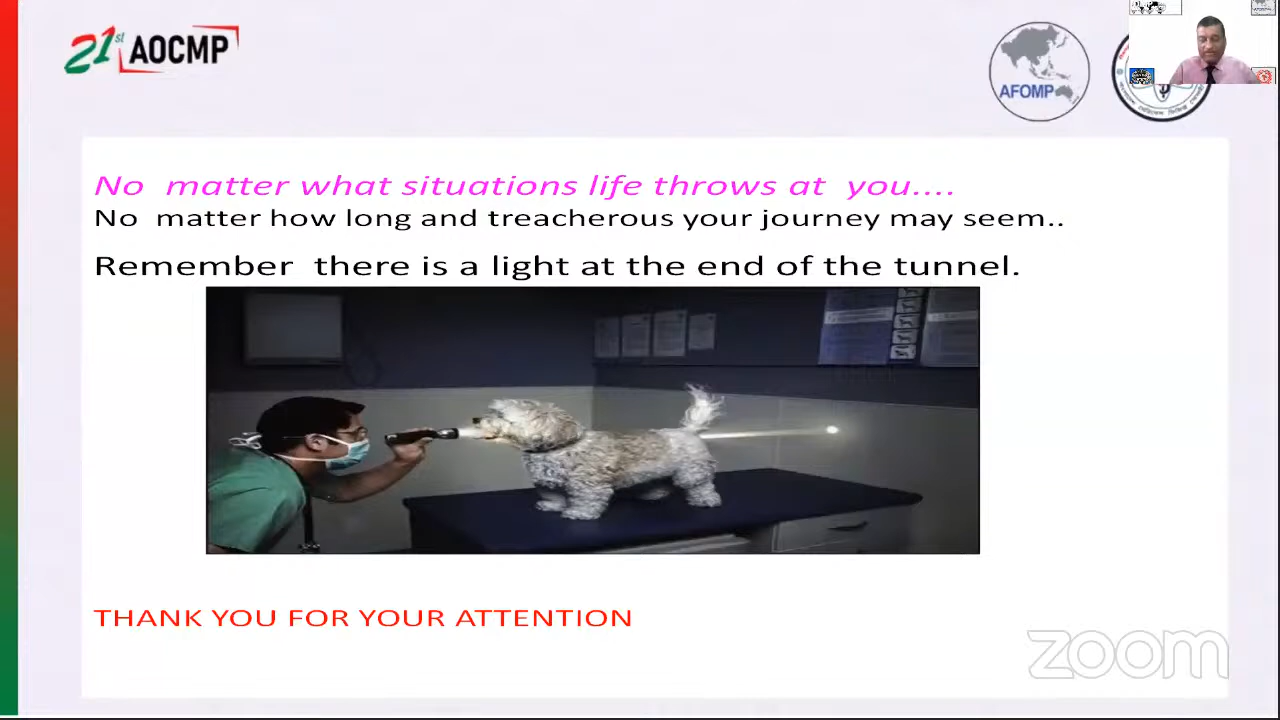 21st AOCMP
AFOMP
No matter what situations life throws at you....
No matter how long and treacherous your journey may seem..
Remember there is a light at the end of the tunnel.
THANK YOU FOR YOUR ATTENTION
zoom